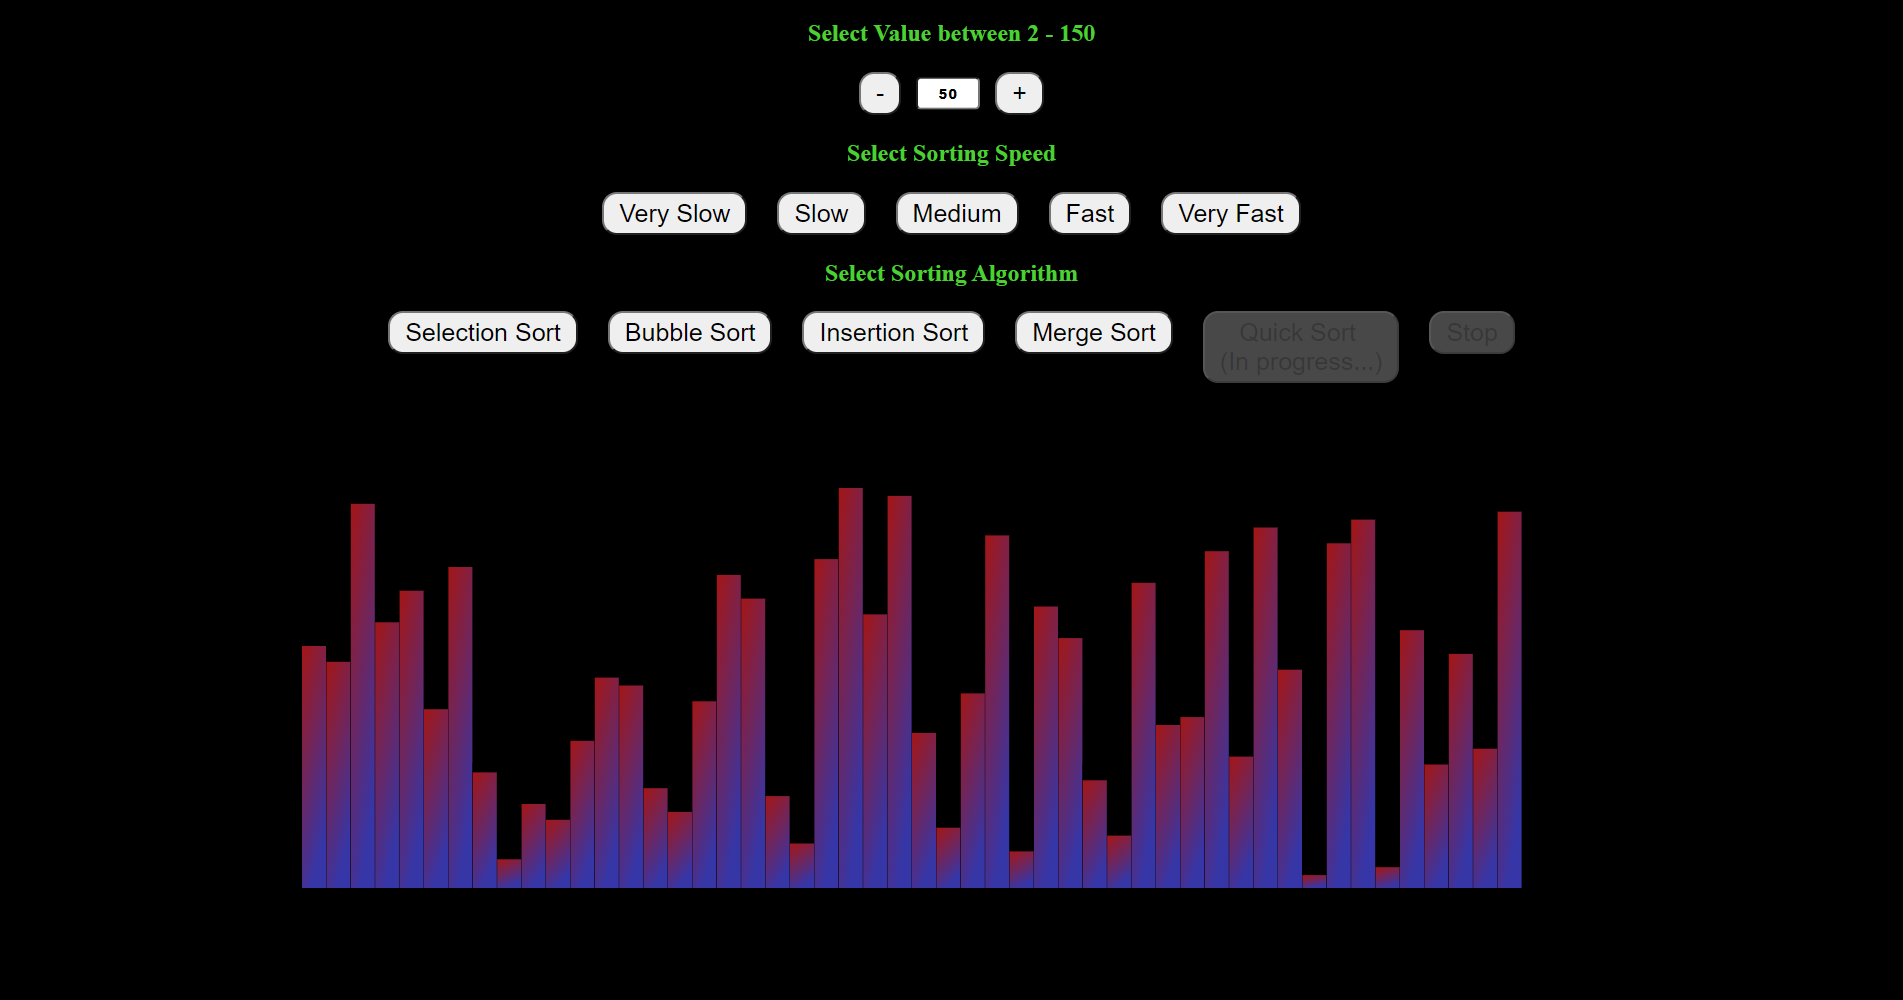 Select Value between 2 - 150
- 50 +
Select Sorting Speed
Very Slow Slow Medium Fast Very Fast
Select Sorting Algorithm
Selection Sort Bubble Sort Insertion Sort Merge Sort Quick Sort Stop
(In progress...)